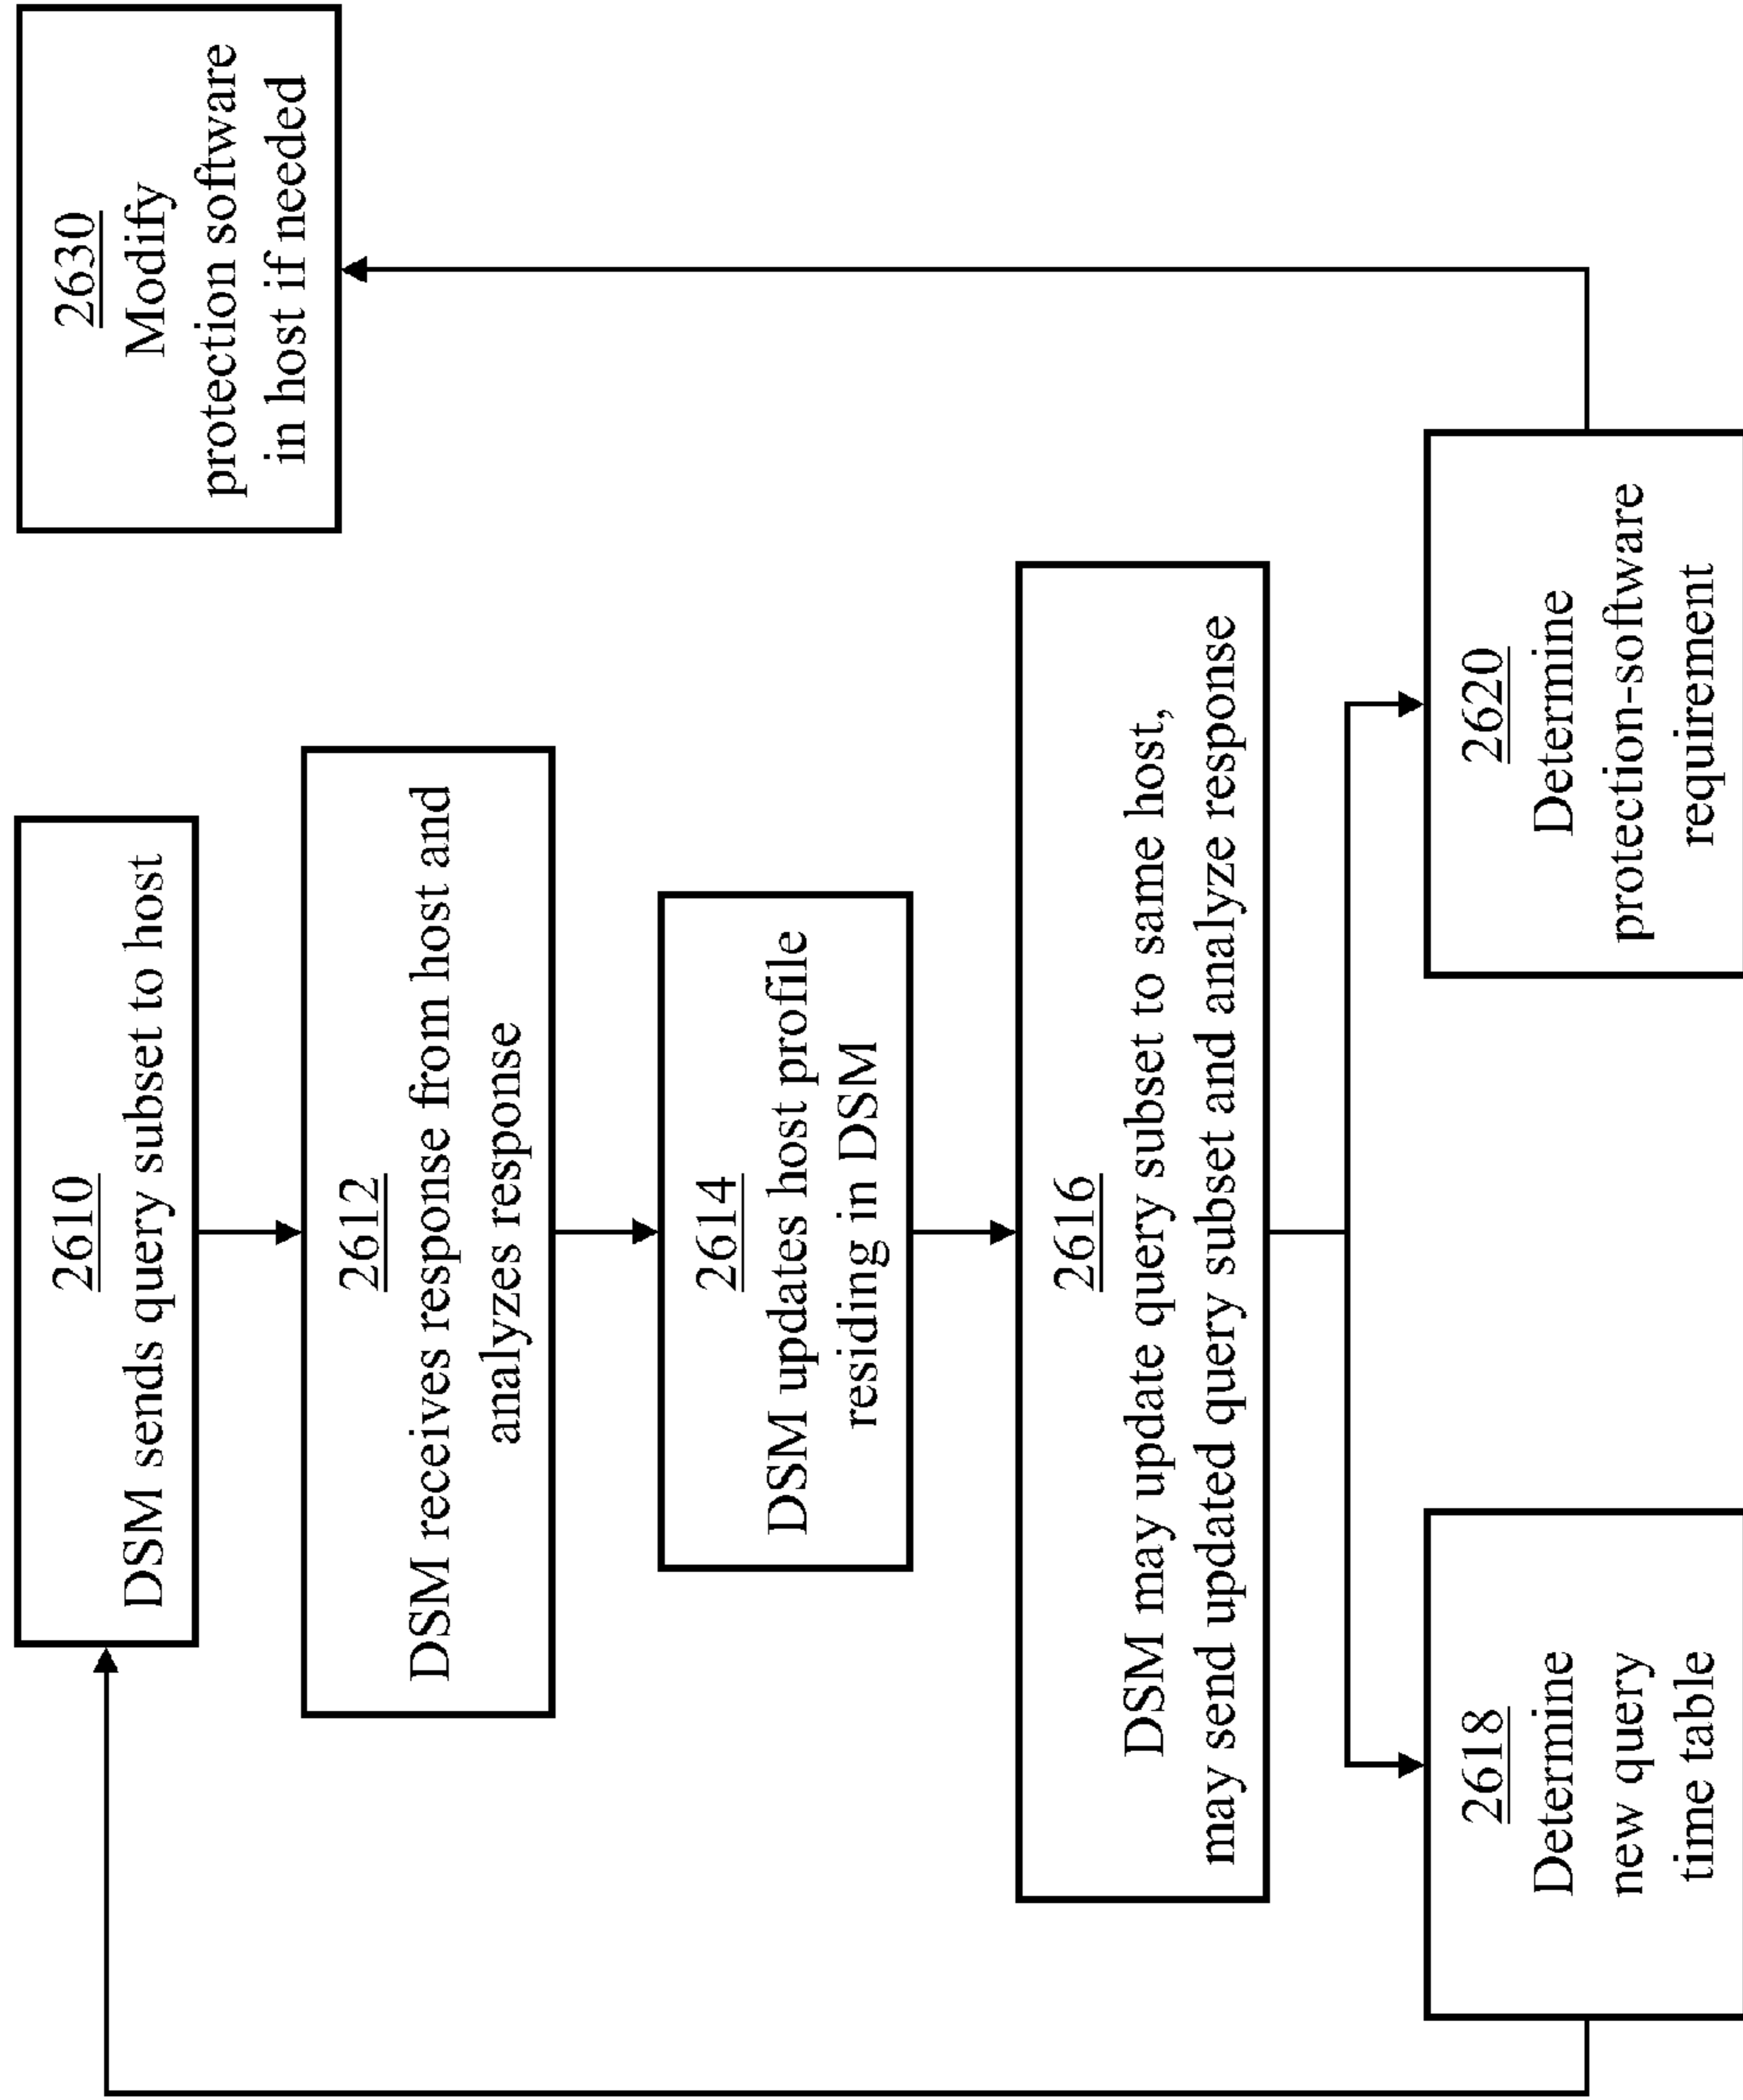 2610
DSM sends query subset to host
2612
DSM receives response from host and
analyzes response
2614
DSM updates host profile
residing in DSM
2616
DSM may update query subset to same host,
may send updated query subset and analyze response
2618
Determine
new query
time table
2620
Determine
protection-software
requirement
2630
Modify
protection software
in host if needed